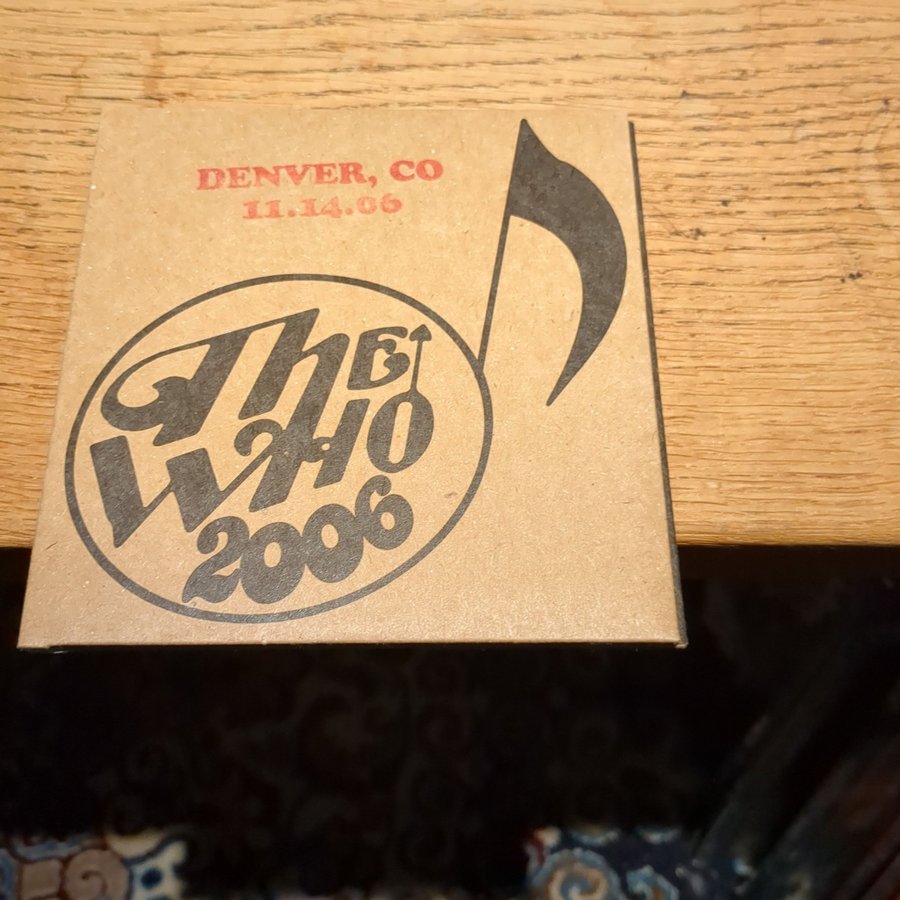 DENVER, CO
11.14.06
The
WHO
2006